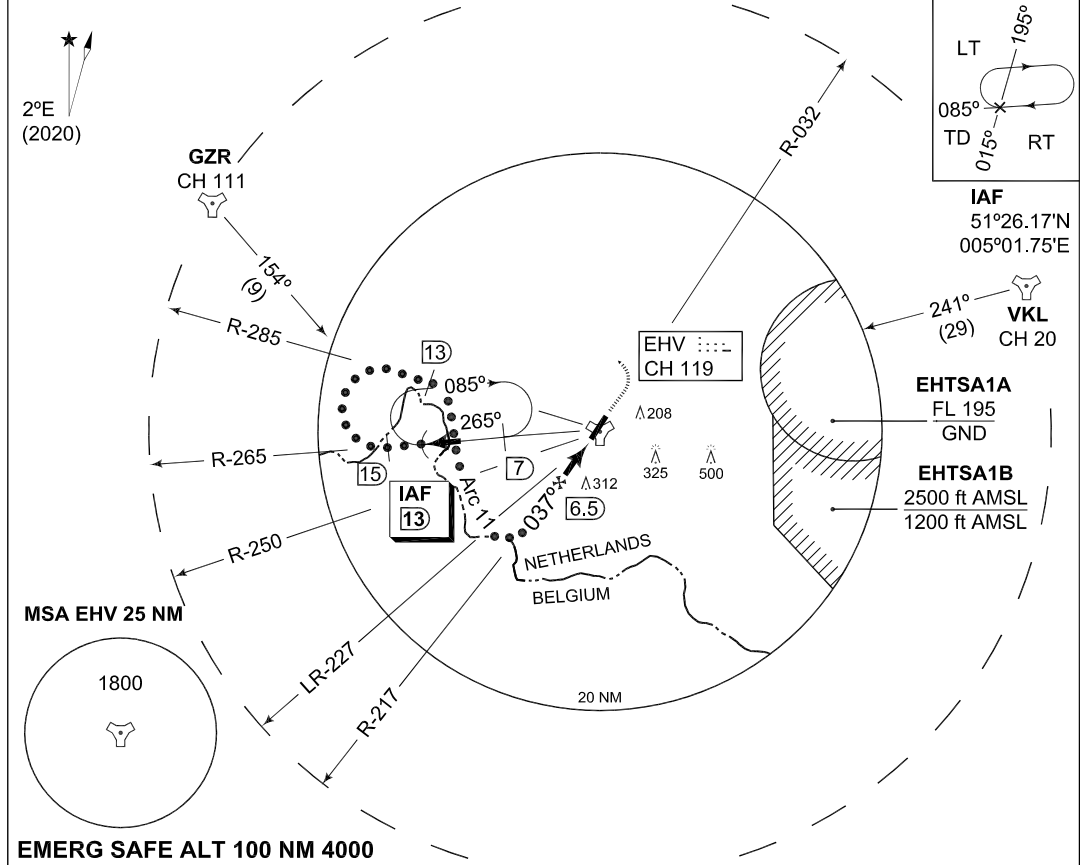 2ºE
(2020)
GZR
CH 111
154º
(9)
R-285
R-265
R-250
LR-227
R-217
R-032
LT
195º
085º
TD
015º
RT
IAF
51º26.17'N
005º01.75'E
241º
(29)
VKL
CH 20
EHV
CH 119
EHTSA1A
FL 195
GND
EHTSA1B
2500 ft AMSL
1200 ft AMSL
13
085º
265º
15
7
IAF
13
Arc 11
037º
6.5
208
325
500
312
NETHERLANDS
BELGIUM
20 NM
MSA EHV 25 NM
1800
EMERG SAFE ALT 100 NM 4000